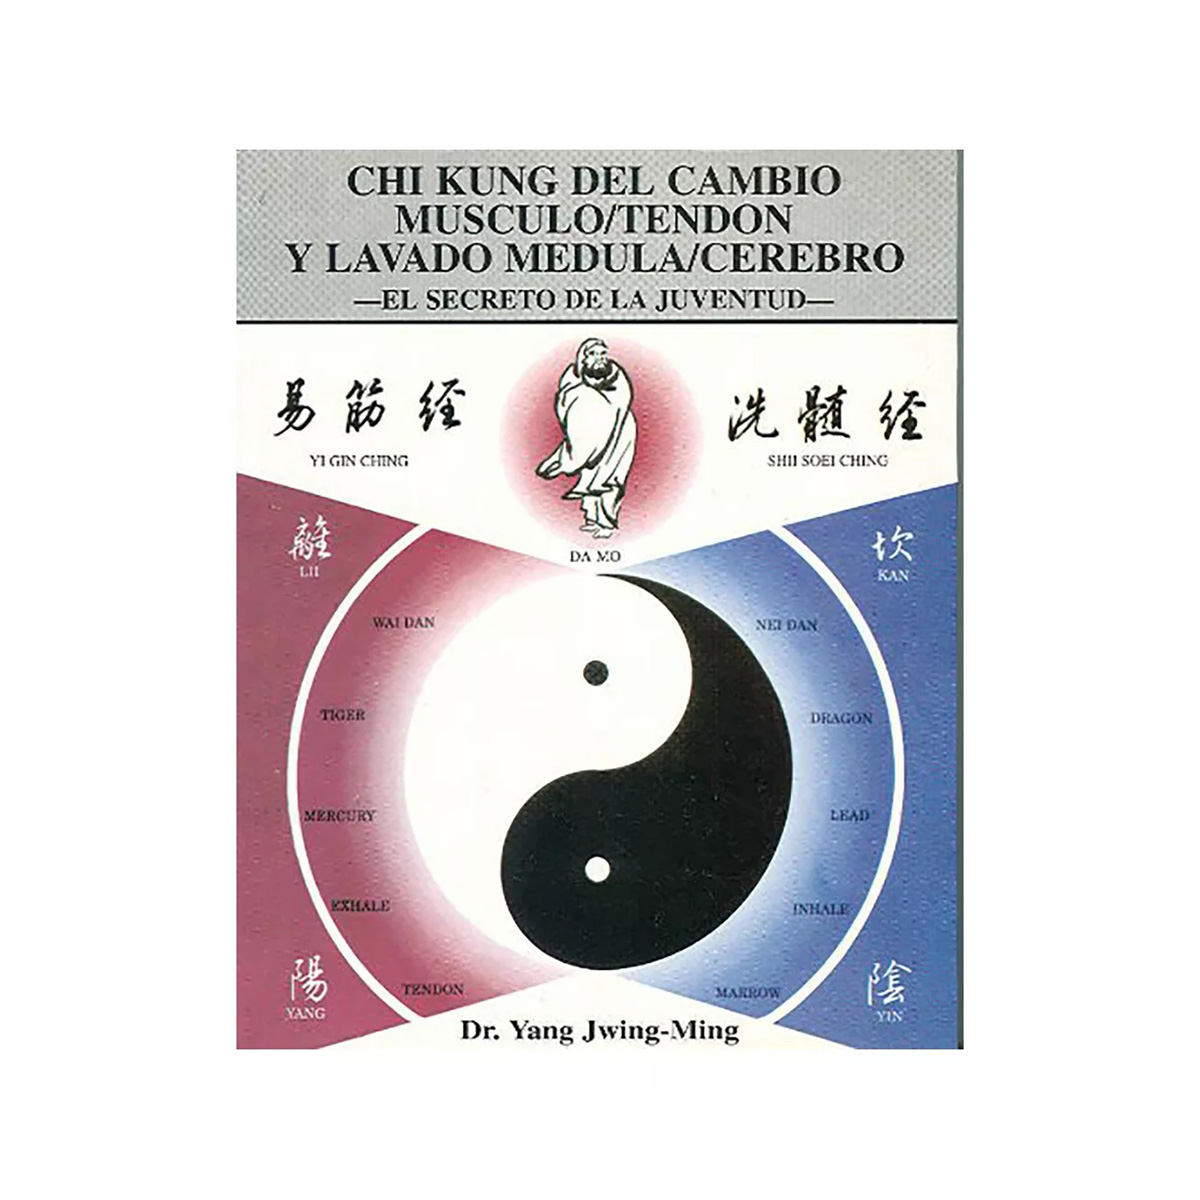 CHI KUNG DEL CAMBIO
MUSCULO/TENDON
Y LAVADO MEDULA/CEREBRO
—EL SECRETO DE LA JUVENTUD—
易筋经
YI GIN CHING
洗髓经
SHII SOEI CHING
DA MO
離
LII
坎
KAN
WAI DAN
NEI DAN
TIGER
DRAGON
MERCURY
LEAD
EXHALE
INHALE
TENDON
MARROW
陽
YANG
陰
YIN
Dr. Yang Jwing-Ming